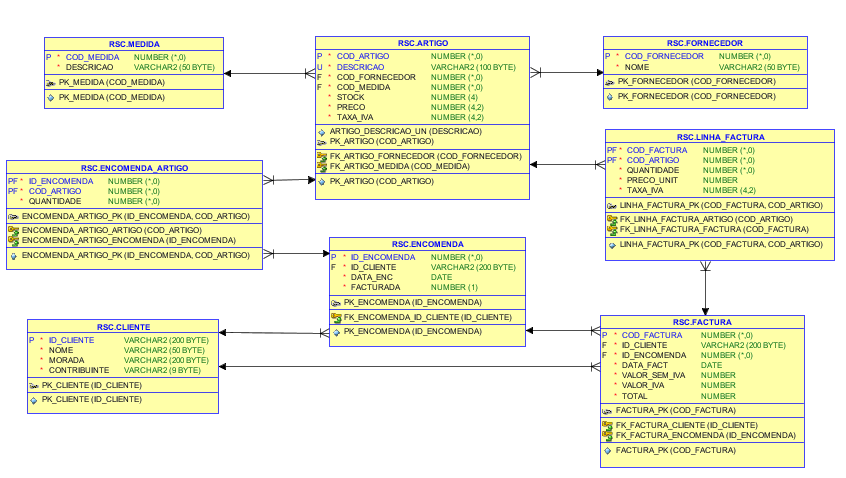 RSC.MEDIDA
P * COD_MEDIDA NUMBER (*,0)
* DESCRICAO VARCHAR2 (50 BYTE)
PK_MEDIDA (COD_MEDIDA)
PK_MEDIDA (COD_MEDIDA)
RSC.ARTIGO
P * COD_ARTIGO NUMBER (*,0)
U * DESCRICAO VARCHAR2 (100 BYTE)
F * COD_FORNECEDOR NUMBER (*,0)
F * COD_MEDIDA NUMBER (*,0)
* STOCK NUMBER (4)
* PRECO NUMBER (4,2)
* TAXA_IVA NUMBER (4,2)
ARTIGO_DESCRICAO_UN (DESCRICAO)
PK_ARTIGO (COD_ARTIGO)
FK_ARTIGO_FORNECEDOR (COD_FORNECEDOR)
FK_ARTIGO_MEDIDA (COD_MEDIDA)
PK_ARTIGO (COD_ARTIGO)
RSC.FORNECEDOR
P * COD_FORNECEDOR NUMBER (*,0)
* NOME VARCHAR2 (50 BYTE)
PK_FORNECEDOR (COD_FORNECEDOR)
PK_FORNECEDOR (COD_FORNECEDOR)
RSC.LINHA_FACTURA
PF * COD_FACTURA NUMBER (*,0)
PF * COD_ARTIGO NUMBER (*,0)
* QUANTIDADE NUMBER (*,0)
* PRECO_UNIT NUMBER
* TAXA_IVA NUMBER (4,2)
LINHA_FACTURA_PK (COD_FACTURA, COD_ARTIGO)
FK_LINHA_FACTURA_ARTIGO (COD_ARTIGO)
FK_LINHA_FACTURA_FACTURA (COD_FACTURA)
LINHA_FACTURA_PK (COD_FACTURA, COD_ARTIGO)
RSC.ENCOMENDA_ARTIGO
PF * ID_ENCOMENDA NUMBER (*,0)
PF * COD_ARTIGO NUMBER (*,0)
* QUANTIDADE NUMBER (*,0)
ENCOMENDA_ARTIGO_PK (ID_ENCOMENDA, COD_ARTIGO)
ENCOMENDA_ARTIGO_ARTIGO (COD_ARTIGO)
ENCOMENDA_ARTIGO_ENCOMENDA (ID_ENCOMENDA)
ENCOMENDA_ARTIGO_PK (ID_ENCOMENDA, COD_ARTIGO)
RSC.ENCOMENDA
P * ID_ENCOMENDA NUMBER (*,0)
F * ID_CLIENTE VARCHAR2 (200 BYTE)
* DATA_ENC DATE
* FACTURADA NUMBER (1)
PK_ENCOMENDA (ID_ENCOMENDA)
FK_ENCOMENDA_ID_CLIENTE (ID_CLIENTE)
PK_ENCOMENDA (ID_ENCOMENDA)
RSC.CLIENTE
P * ID_CLIENTE VARCHAR2 (200 BYTE)
* NOME VARCHAR2 (50 BYTE)
* MORADA VARCHAR2 (200 BYTE)
* CONTRIBUINTE VARCHAR2 (9 BYTE)
PK_CLIENTE (ID_CLIENTE)
PK_CLIENTE (ID_CLIENTE)
RSC.FACTURA
P * COD_FACTURA NUMBER (*,0)
F * ID_CLIENTE VARCHAR2 (200 BYTE)
F * ID_ENCOMENDA NUMBER (*,0)
* DATA_FACT DATE
* VALOR_SEM_IVA NUMBER
* VALOR_IVA NUMBER
* TOTAL NUMBER
FACTURA_PK (COD_FACTURA)
FK_FACTURA_CLIENTE (ID_CLIENTE)
FK_FACTURA_ENCOMENDA (ID_ENCOMENDA)
FACTURA_PK (COD_FACTURA)